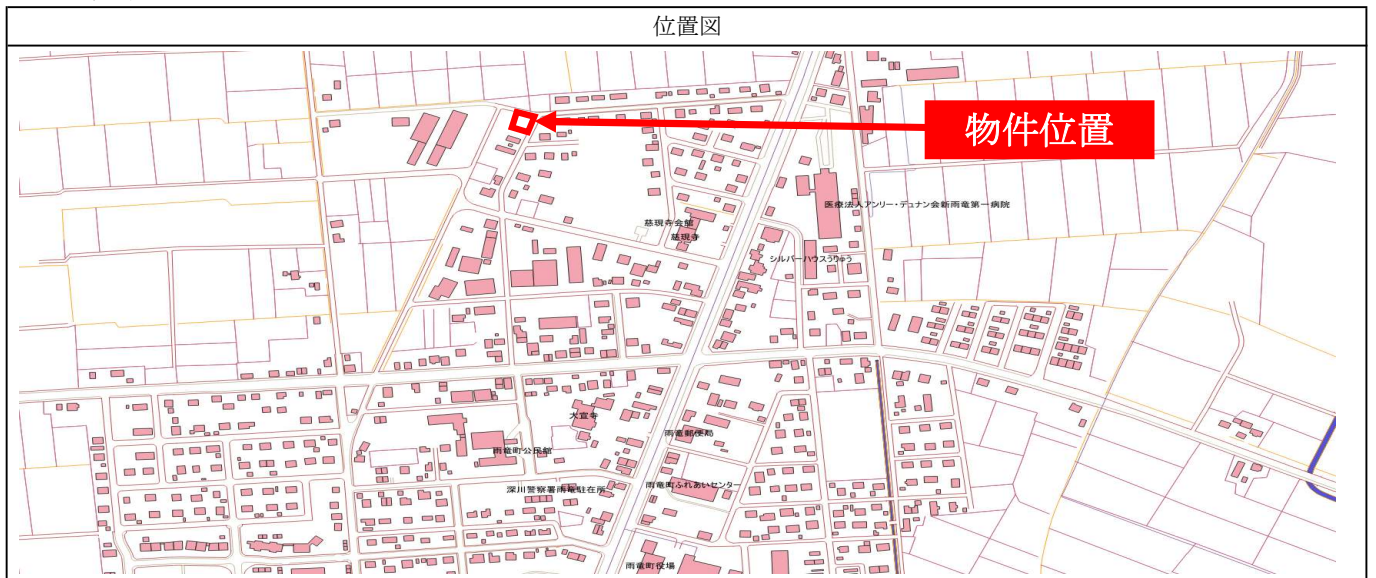 位置図
物件位置
医療法人アンリー・デュナン会新雨竜第一病院
慈現寺会館
慈現寺
シルバーハウスうりゅう
大宣寺
雨竜郵便局
雨竜町公民館
雨竜町ふれあいセンター
深川警察署雨竜駐在所
雨竜町役場